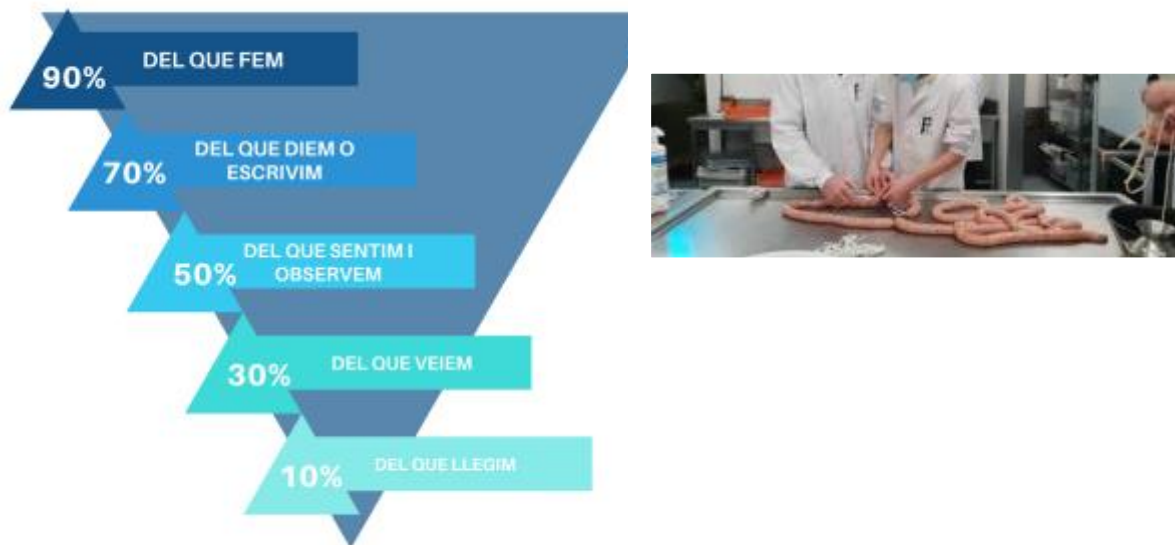 90%
DEL QUE FEM
70%
DEL QUE DIEM O
ESCRIVIM
50%
DEL QUE SENTIM I
OBSERVEM
30%
DEL QUE VEIEM
10%
DEL QUE LLEGIM